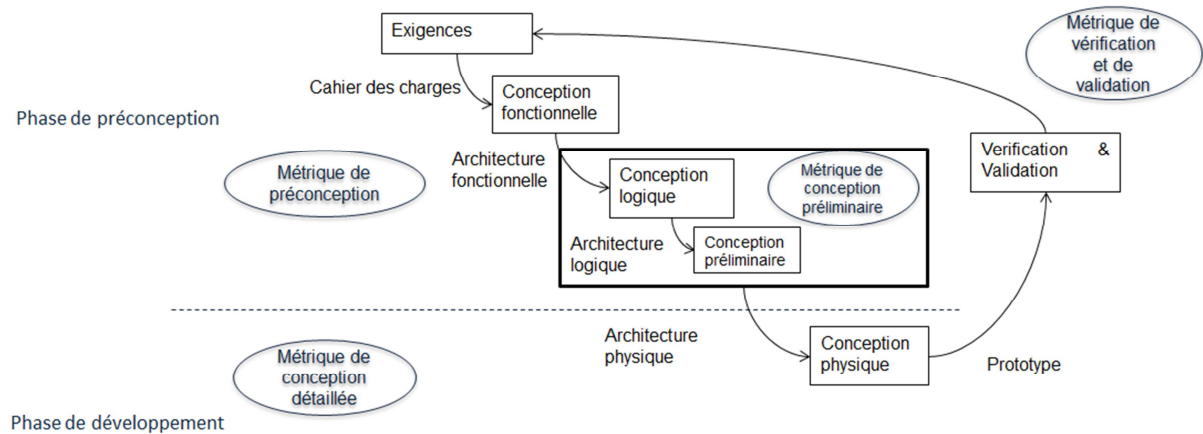 Exigences
Métrique de
vérification
et de
validation
Cahier des charges
Conception
fonctionnelle
Phase de préconception
Verification &
Validation
Architecture
fonctionnelle
Métrique de
préconception
Conception
logique
Métrique de
conception
préliminaire
Architecture
logique
Conception
préliminaire
Architecture
physique
Conception
physique
Prototype
Métrique de
conception
détaillée
Phase de développement